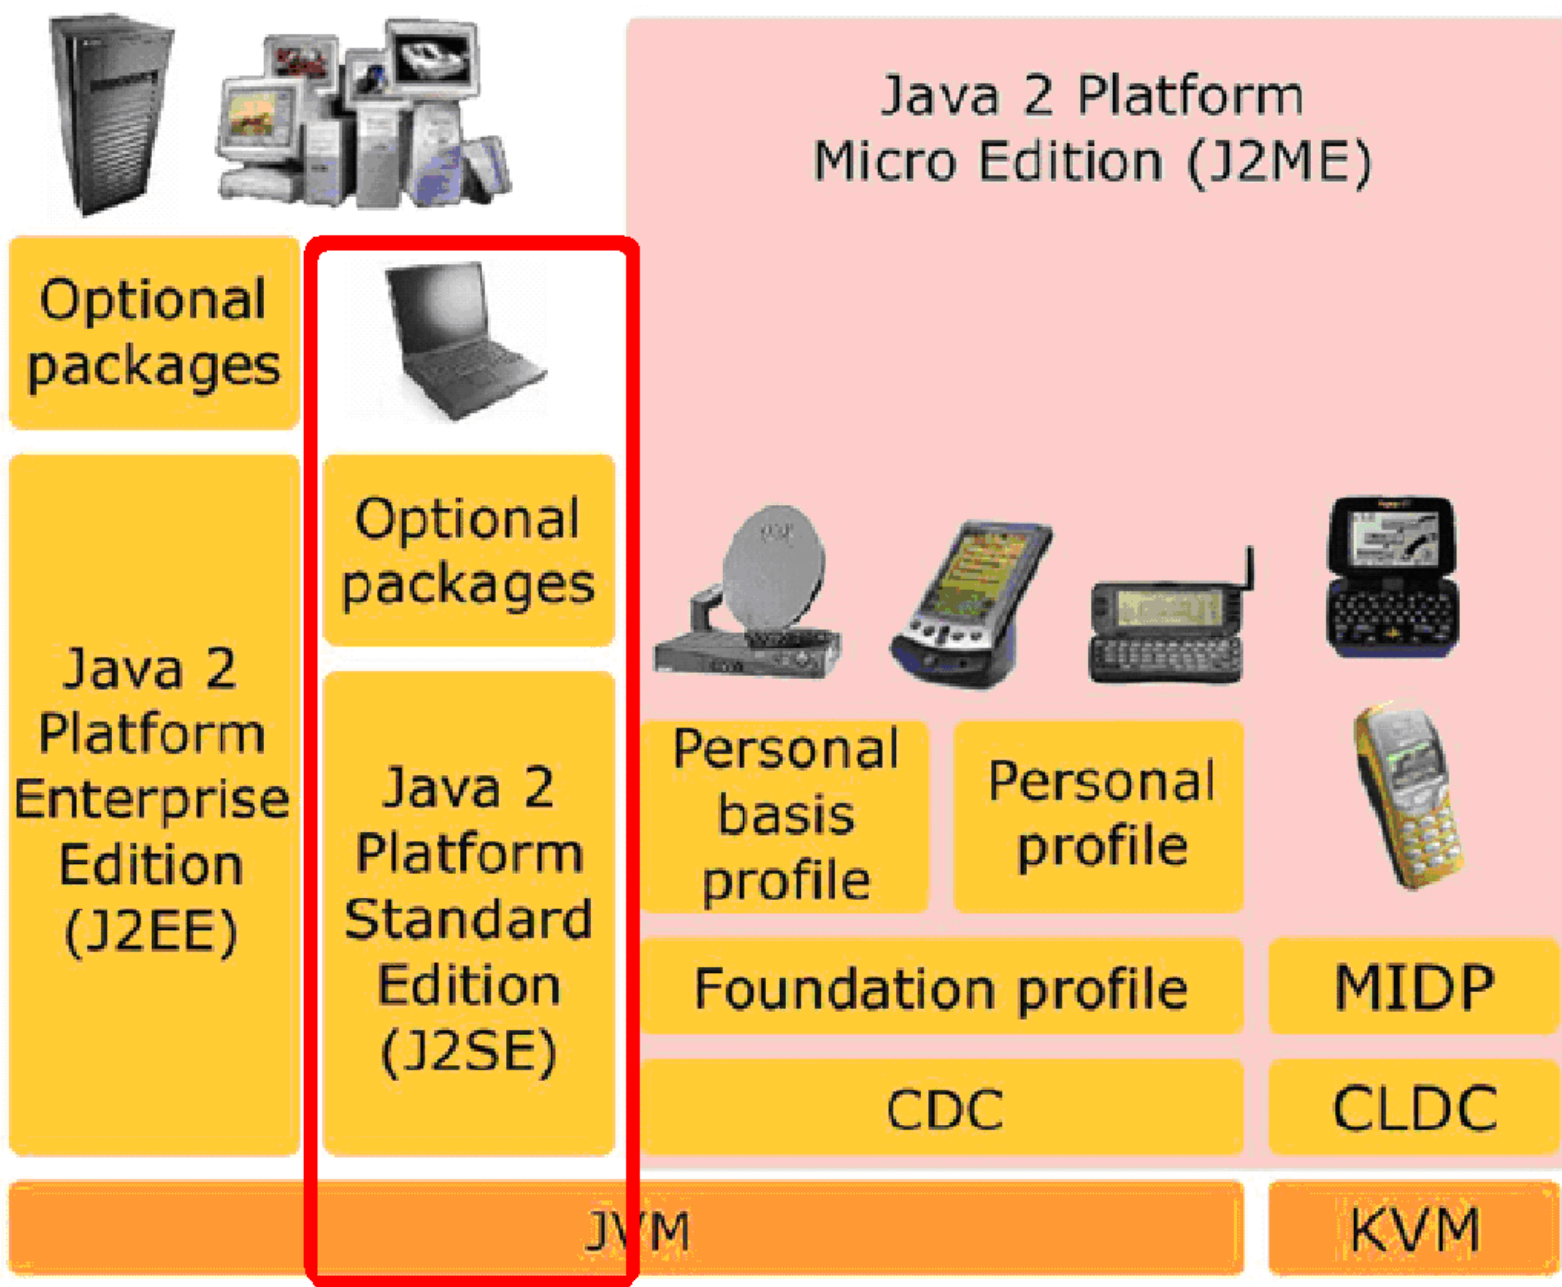 Java 2 Platform
Micro Edition (J2ME)
Optional
packages
Optional
packages
Java 2
Platform
Enterprise
Edition
(J2EE)
Java 2
Platform
Standard
Edition
(J2SE)
Personal
basis
profile
Personal
profile
Foundation profile
MIDP
CDC
CLDC
JVM
KVM